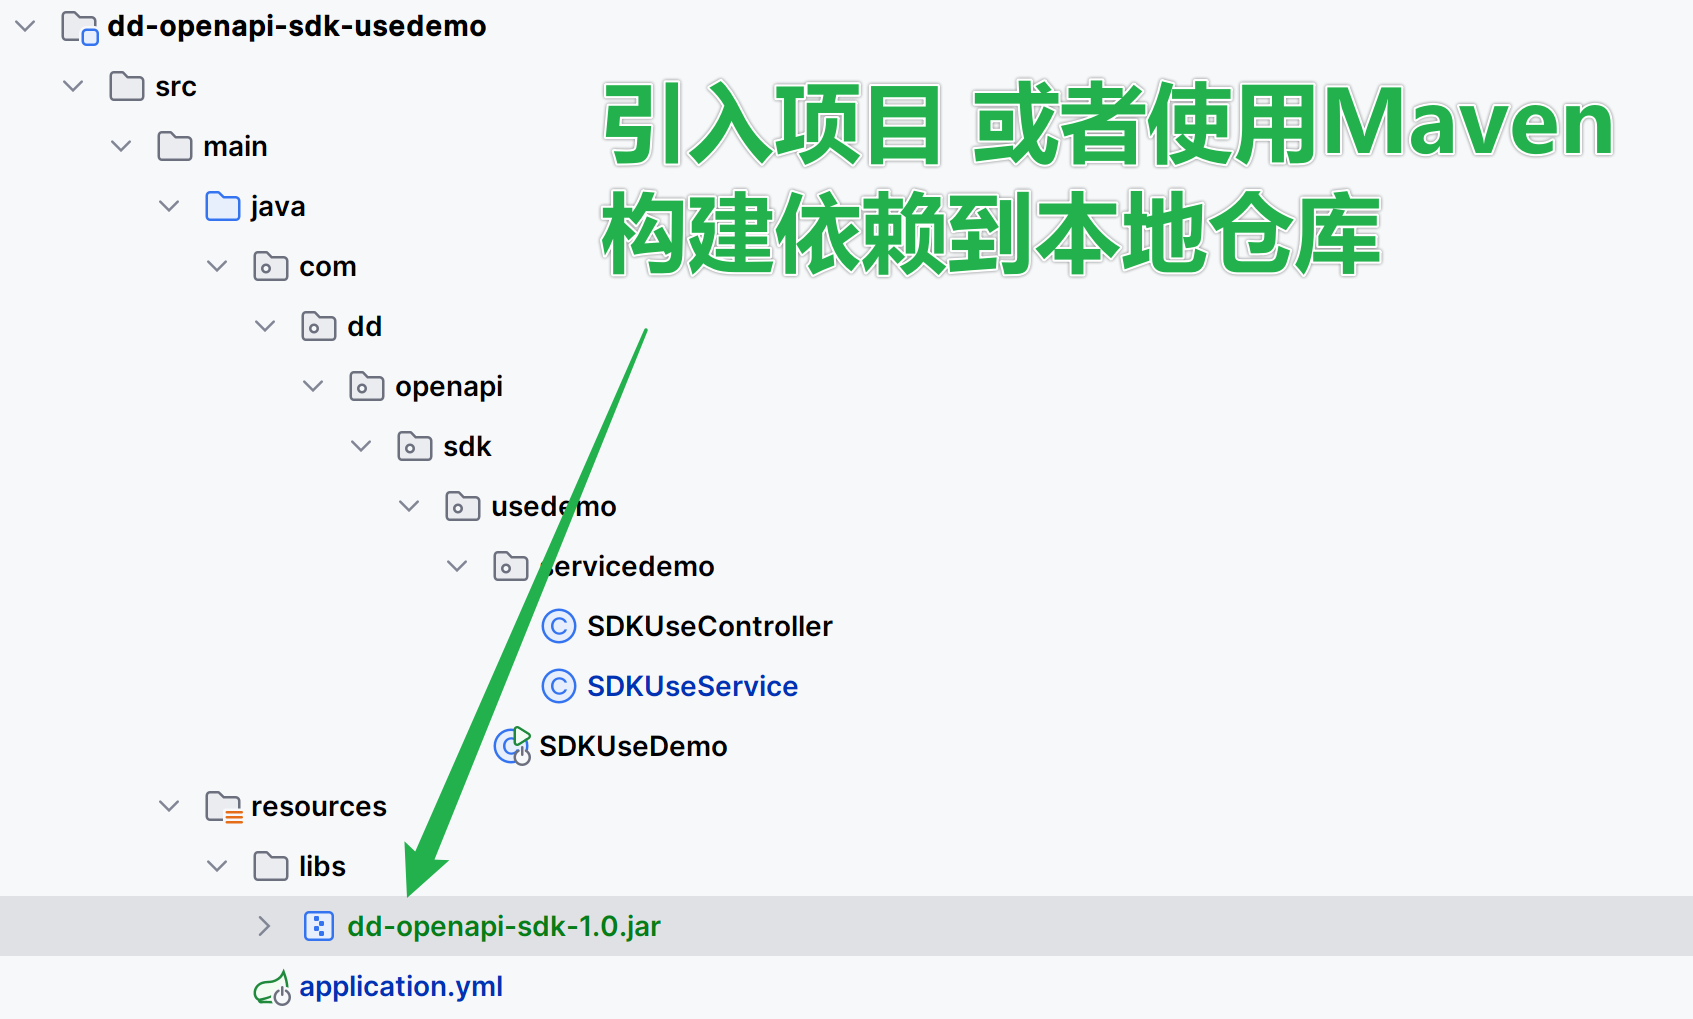 dd-openapi-sdk-usedemo
src
引入项目 或者使用Maven
构建依赖到本地仓库
main
java
com
dd
openapi
sdk
usedemo
servicedemo
SDKUseController
SDKUseService
SDKUseDemo
resources
libs
dd-openapi-sdk-1.0.jar
application.yml